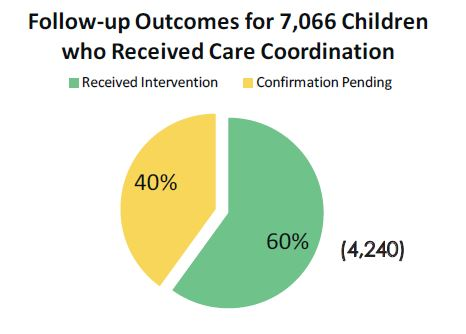 Follow-up Outcomes for 7,066 Children
who Received Care Coordination
Received Intervention Confirmation Pending
40%
60%
(4,240)